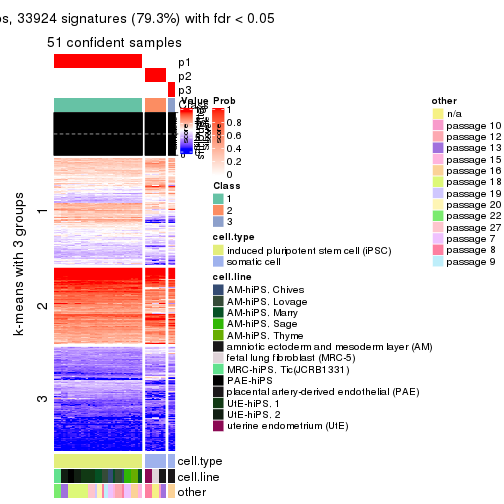 os, 33924 signatures (79.3%) with fdr < 0.05
51 confident samples
p1
p2
p3
Class
k-means with 3 groups
1
2
3
cell.type
cell.line
other
Value
Prob
1
0.8
0.6
0.4
0.2
0
Class
1
2
3
cell.type
induced pluripotent stem cell (iPSC)
somatic cell
cell.line
AM-hiPS. Chives
AM-hiPS. Lovage
AM-hiPS. Marry
AM-hiPS. Sage
AM-hiPS. Thyme
amniotic ectoderm and mesoderm layer (AM)
fetal lung fibroblast (MRC-5)
MRC-hiPS. Tic(JCRB1331)
PAE-hiPS
placental artery-derived endothelial (PAE)
UtE-hiPS. 1
UtE-hiPS. 2
uterine endometrium (UtE)
other
n/a
passage 10
passage 12
passage 13
passage 15
passage 16
passage 18
passage 19
passage 20
passage 22
passage 27
passage 7
passage 8
passage 9